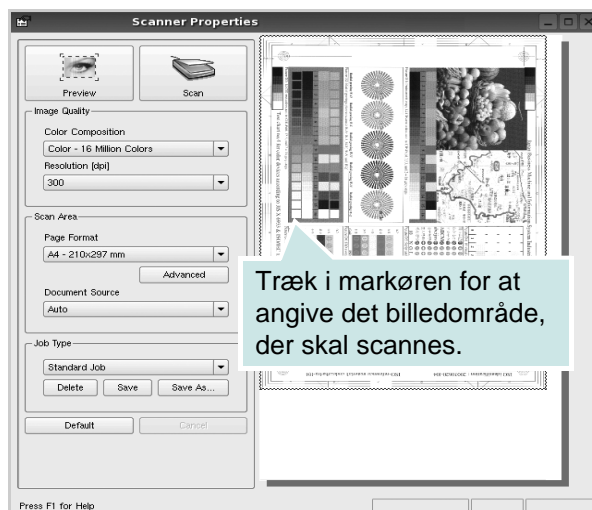 Scanner Properties
Preview
Scan
Image Quality
Color Composition
Color - 16 Million Colors
Resolution [dpi]
300
Scan Area
Page Format
A4 - 210x297 mm
Advanced
Document Source
Auto
Job Type
Standard Job
Delete Save Save As...
Default
Cancel
Press F1 for Help
Træk i markøren for at
angive det billedområde,
der skal scannes.